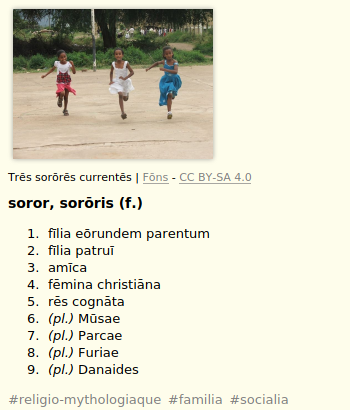 Trēs sorōrēs currentēs | Fōns - CC BY-SA 4.0
soror, sorōris (f.)
1. fīlia eōrundem parentum
2. fīlia patruī
3. amīca
4. fēmina christiāna
5. rēs cognāta
6. (pl.) Mūsae
7. (pl.) Parcae
8. (pl.) Furiae
9. (pl.) Danaides
#religio-mythologiaque #familia #socialia